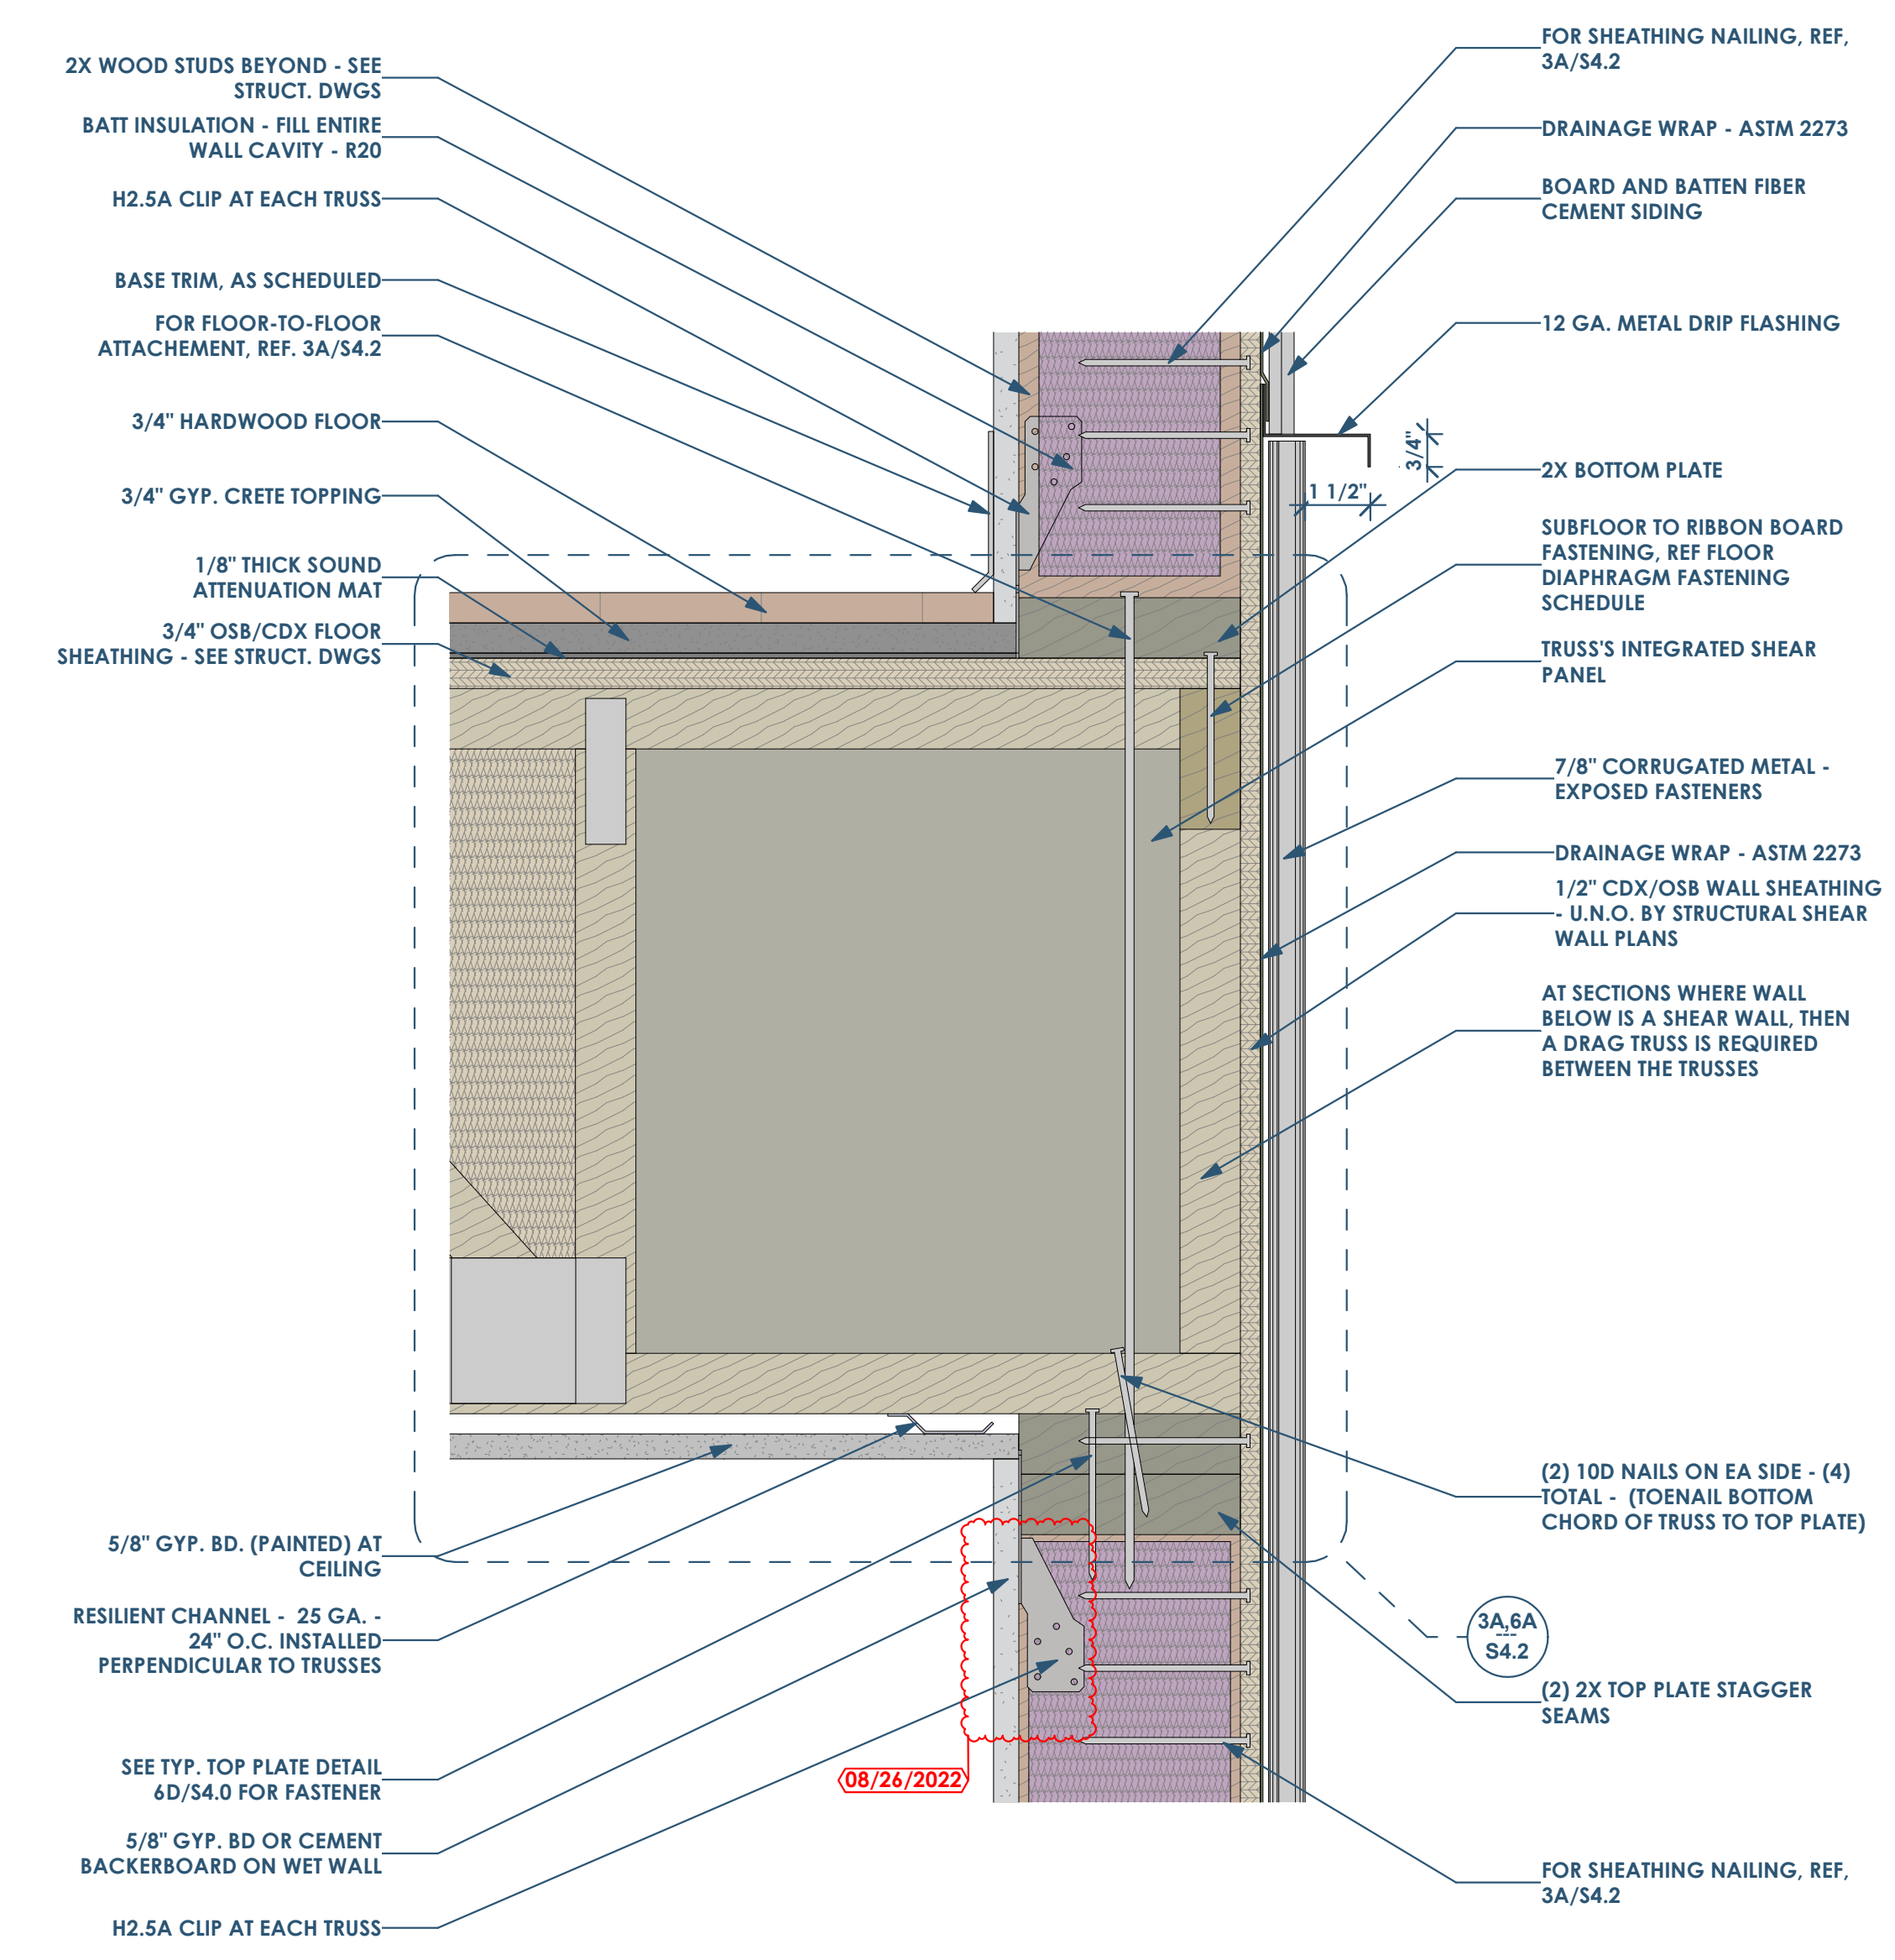 2X WOOD STUDS BEYOND - SEE
STRUCT. DWGS
BATT INSULATION - FILL ENTIRE
WALL CAVITY - R20
H2.5A CLIP AT EACH TRUSS
BASE TRIM, AS SCHEDULED
FOR FLOOR-TO-FLOOR
ATTACHEMENT, REF. 3A/S4.2
3/4" HARDWOOD FLOOR
3/4" GYP. CRETE TOPPING
1/8" THICK SOUND
ATTENUATION MAT
3/4" OSB/CDX FLOOR
SHEATHING - SEE STRUCT. DWGS
5/8" GYP. BD. (PAINTED) AT
CEILING
RESILIENT CHANNEL - 25 GA. -
24" O.C. INSTALLED
PERPENDICULAR TO TRUSSES
SEE TYP. TOP PLATE DETAIL
6D/S4.0 FOR FASTENER
5/8" GYP. BD OR CEMENT
BACKERBOARD ON WET WALL
H2.5A CLIP AT EACH TRUSS
08/26/2022
FOR SHEATHING NAILING, REF,
3A/S4.2
DRAINAGE WRAP - ASTM 2273
BOARD AND BATTEN FIBER
CEMENT SIDING
12 GA. METAL DRIP FLASHING
3/4"
1 1/2"
2X BOTTOM PLATE
SUBFLOOR TO RIBBON BOARD
FASTENING, REF FLOOR
DIAPHRAGM FASTENING
SCHEDULE
TRUSS'S INTEGRATED SHEAR
PANEL
7/8" CORRUGATED METAL -
EXPOSED FASTENERS
DRAINAGE WRAP - ASTM 2273
1/2" CDX/OSB WALL SHEATHING
- U.N.O. BY STRUCTURAL SHEAR
WALL PLANS
AT SECTIONS WHERE WALL
BELOW IS A SHEAR WALL, THEN
A DRAG TRUSS IS REQUIRED
BETWEEN THE TRUSSES
(2) 10D NAILS ON EA SIDE - (4)
TOTAL - (TOENAIL BOTTOM
CHORD OF TRUSS TO TOP PLATE)
3A,6A
---
S4.2
(2) 2X TOP PLATE STAGGER
SEAMS
FOR SHEATHING NAILING, REF,
3A/S4.2